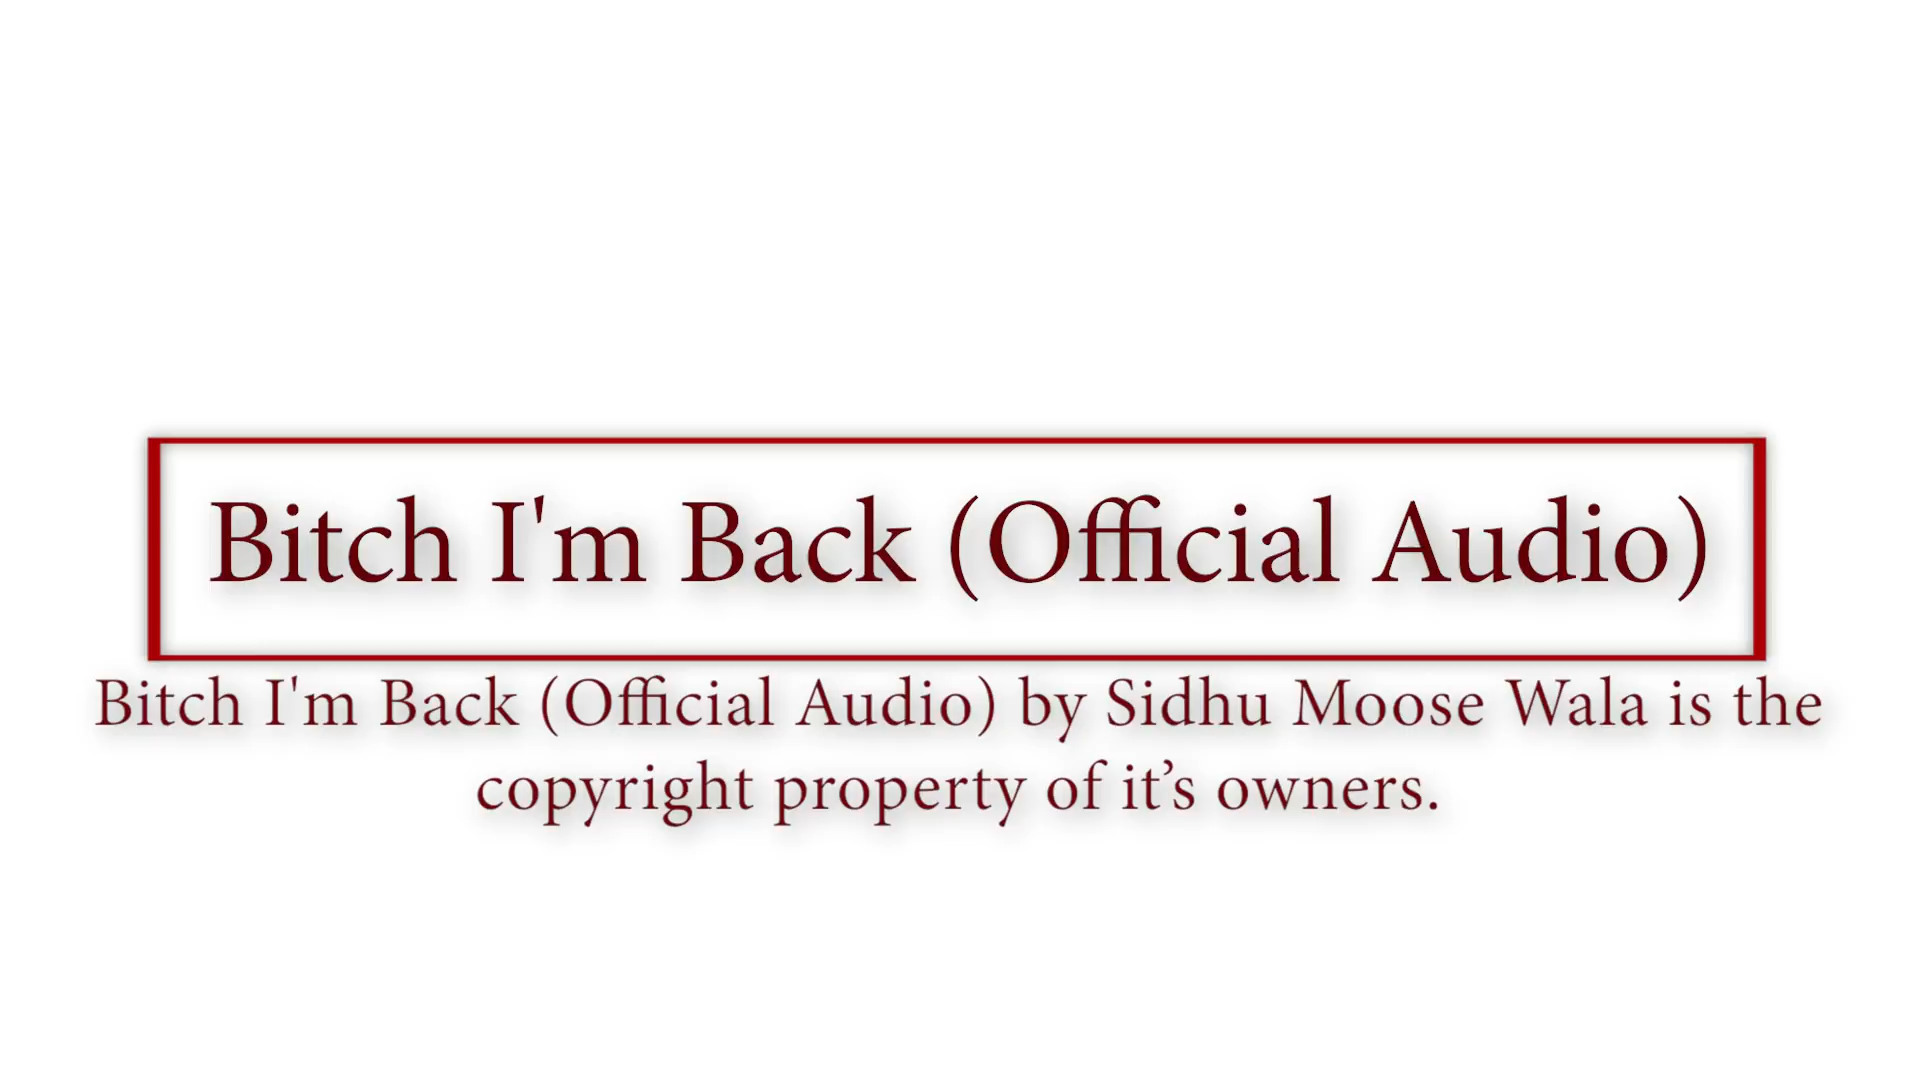 Bitch I'm Back (Official Audio)
Bitch I'm Back (Official Audio) by Sidhu Moose Wala is the
copyright property of it’s owners.